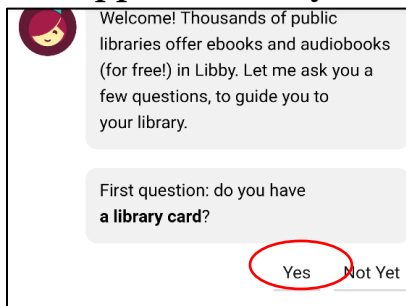 Welcome! Thousands of public
libraries offer ebooks and audiobooks
(for free!) in Libby. Let me ask you a
few questions, to guide you to
your library.
First question: do you have
a library card?
Yes Not Yet